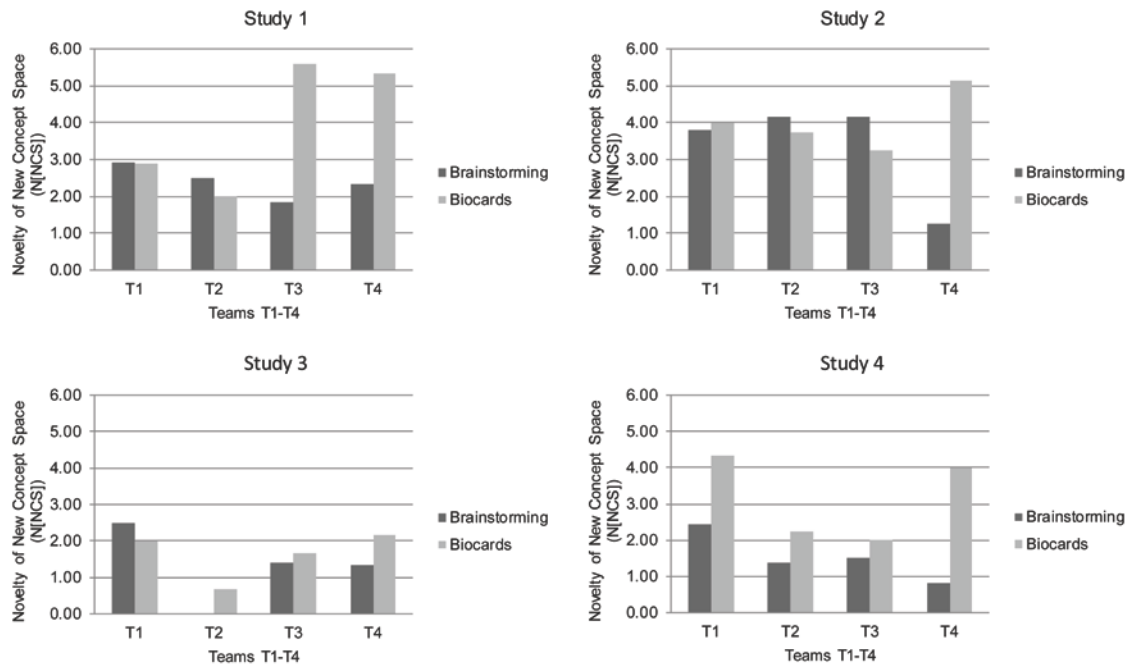 Study 1
6.00
5.00
4.00
3.00
2.00
1.00
0.00
Novelty of New Concept Space
(N[NCS])
T1 T2 T3 T4
Teams T1-T4
Brainstorming
Biocards
Study 2
6.00
5.00
4.00
3.00
2.00
1.00
0.00
Novelty of New Concept Space
(N[NCS])
T1 T2 T3 T4
Teams T1-T4
Brainstorming
Biocards
Study 3
6.00
5.00
4.00
3.00
2.00
1.00
0.00
Novelty of New Concept Space
(N[NCS])
T1 T2 T3 T4
Teams T1-T4
Brainstorming
Biocards
Study 4
6.00
5.00
4.00
3.00
2.00
1.00
0.00
Novelty of New Concept Space
(N[NCS])
T1 T2 T3 T4
Teams T1-T4
Brainstorming
Biocards